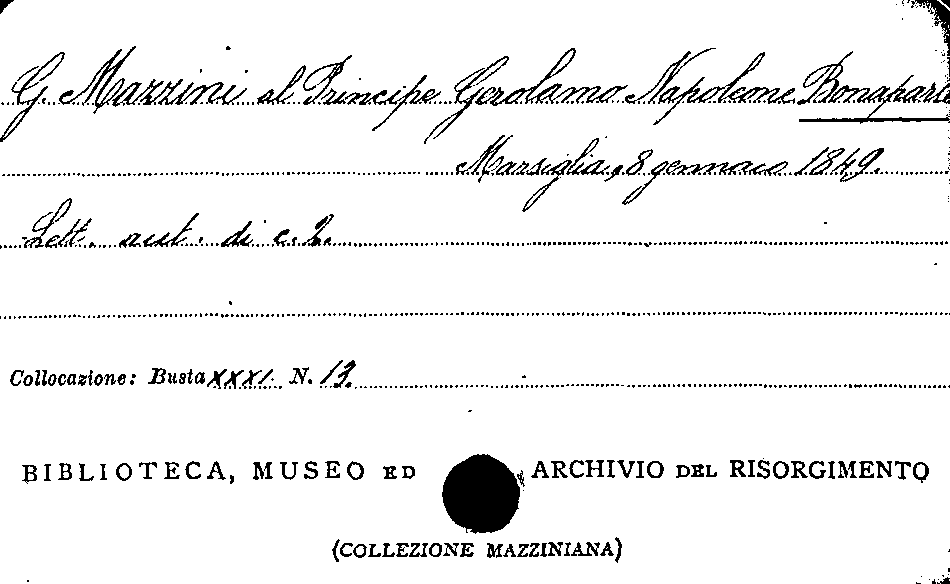 G. Mazzini al Principe Gerolamo Napoleone Bonaparte
Marsiglia, 8 gennaio 1849.
Lett. aut. di c. 2.
Collocazione: Busta XXXI. N. 13.
BIBLIOTECA, MUSEO ED ARCHIVIO DEL RISORGIMENTO
(COLLEZIONE MAZZINIANA)